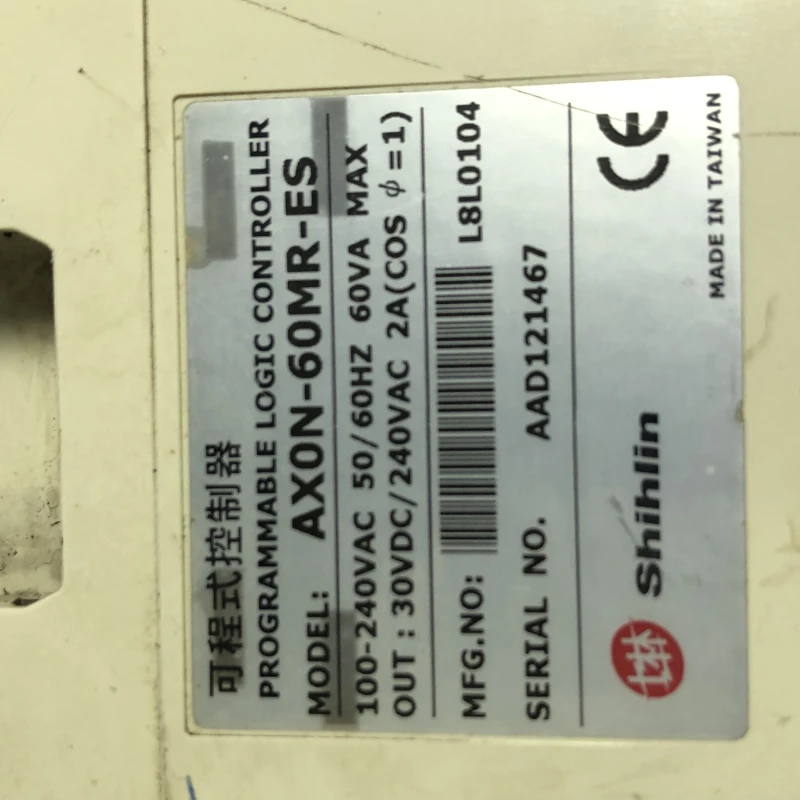 可程式控制器
PROGRAMMABLE LOGIC CONTROLLER
MODEL: AX0N-60MR-ES
100-240VAC 50/60HZ 60VA MAX
OUT : 30VDC/240VAC 2A(COS ϕ =1)
MFG.NO: L8L0104
SERIAL NO. AAD121467
Shihlin CE
MADE IN TAIWAN